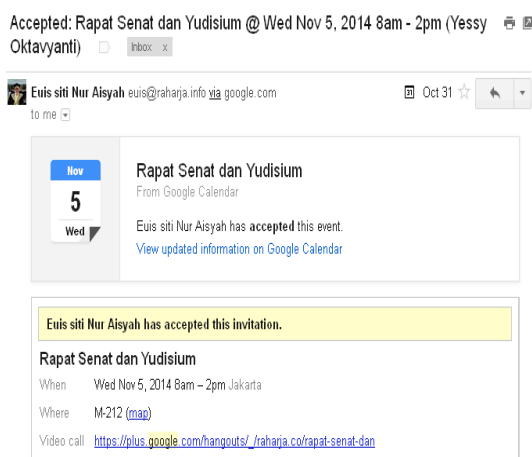 Accepted: Rapat Senat dan Yudisium @ Wed Nov 5, 2014 8am - 2pm (Yessy
Oktavyanti) Inbox x
Euis siti Nur Aisyah euis@raharja.info via google.com Oct 31
to me
Nov
5
Wed
Rapat Senat dan Yudisium
From Google Calendar
Euis siti Nur Aisyah has accepted this event.
View updated information on Google Calendar
Euis siti Nur Aisyah has accepted this invitation.
Rapat Senat dan Yudisium
When Wed Nov 5, 2014 8am – 2pm Jakarta
Where M-212 (map)
Video call https://plus.google.com/hangouts/_/raharja.co/rapat-senat-dan